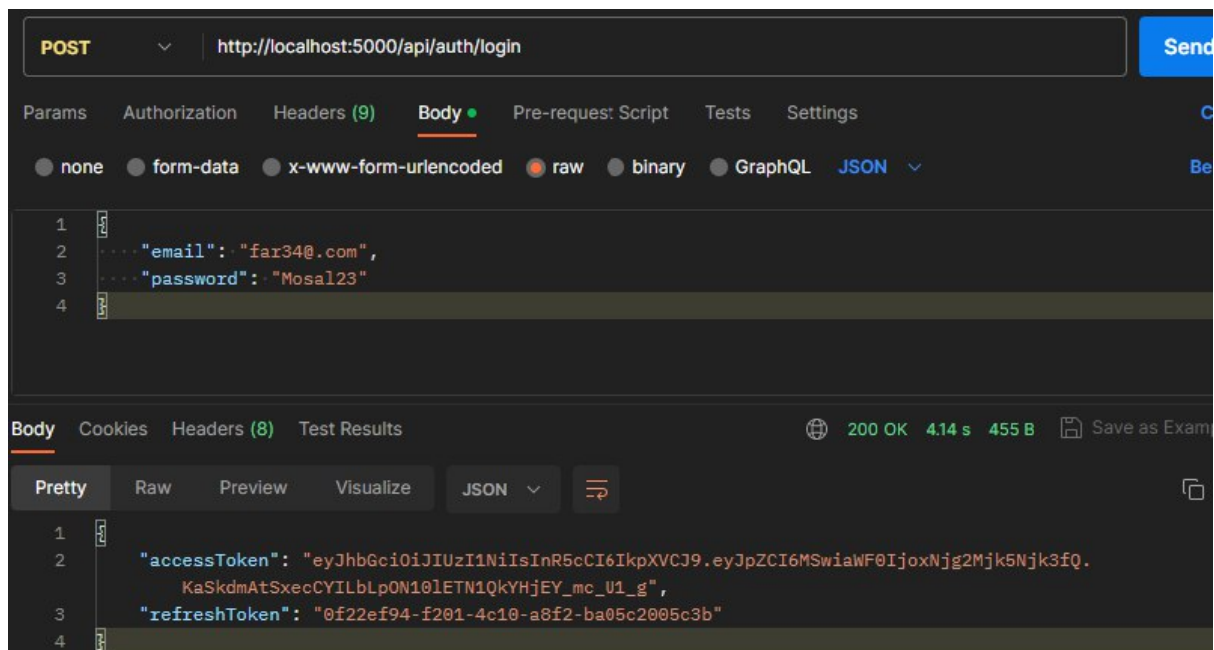 POST http://localhost:5000/api/auth/login Send
Params Authorization Headers (9) Body Pre-request Script Tests Settings C
none form-data x-www-form-urlencoded raw binary GraphQL JSON Be
1 {
2 "email": "far34@.com",
3 "password": "Mosal23"
4 }
Body Cookies Headers (8) Test Results 200 OK 4.14 s 455 B Save as Examp
Pretty Raw Preview Visualize JSON
1 {
2 "accessToken": "eyJhbGciOiJIUzI1NiIsInR5cCI6IkpXVCJ9.eyJpZCI6MSwiaWF0IjoxNjg2Mjk5Njk3fQ.
KaSkdmAtSxecCYILbLpON10lETN1QkYHjEY_mc_U1_g",
3 "refreshToken": "0f22ef94-f201-4c10-a8f2-ba05c2005c3b"
4 }